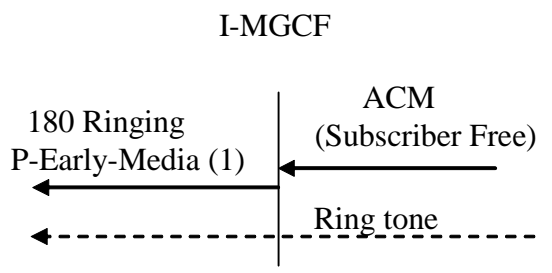 I-MGCF
ACM
(Subscriber Free)
180 Ringing
P-Early-Media (1)
Ring tone